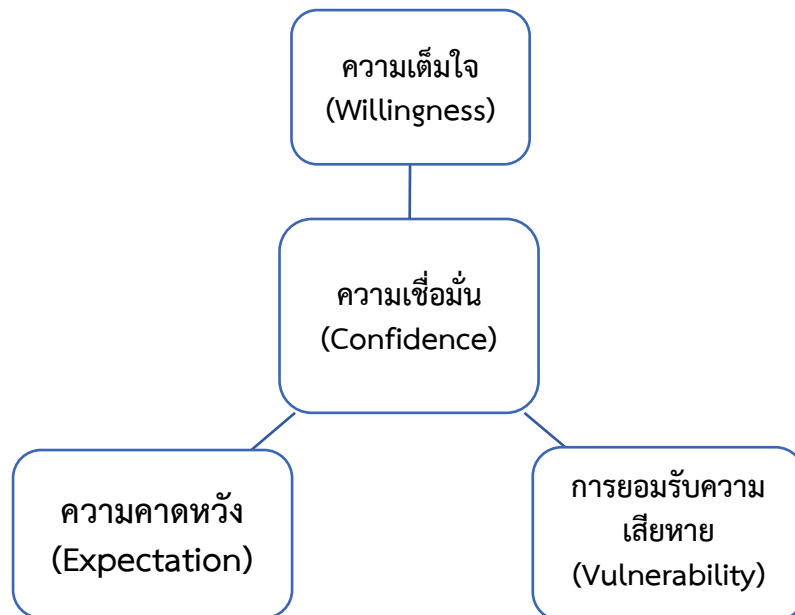 ความเต็มใจ
(Willingness)
ความเชื่อมั่น
(Confidence)
ความคาดหวัง
(Expectation)
การยอมรับความ
เสียหาย
(Vulnerability)